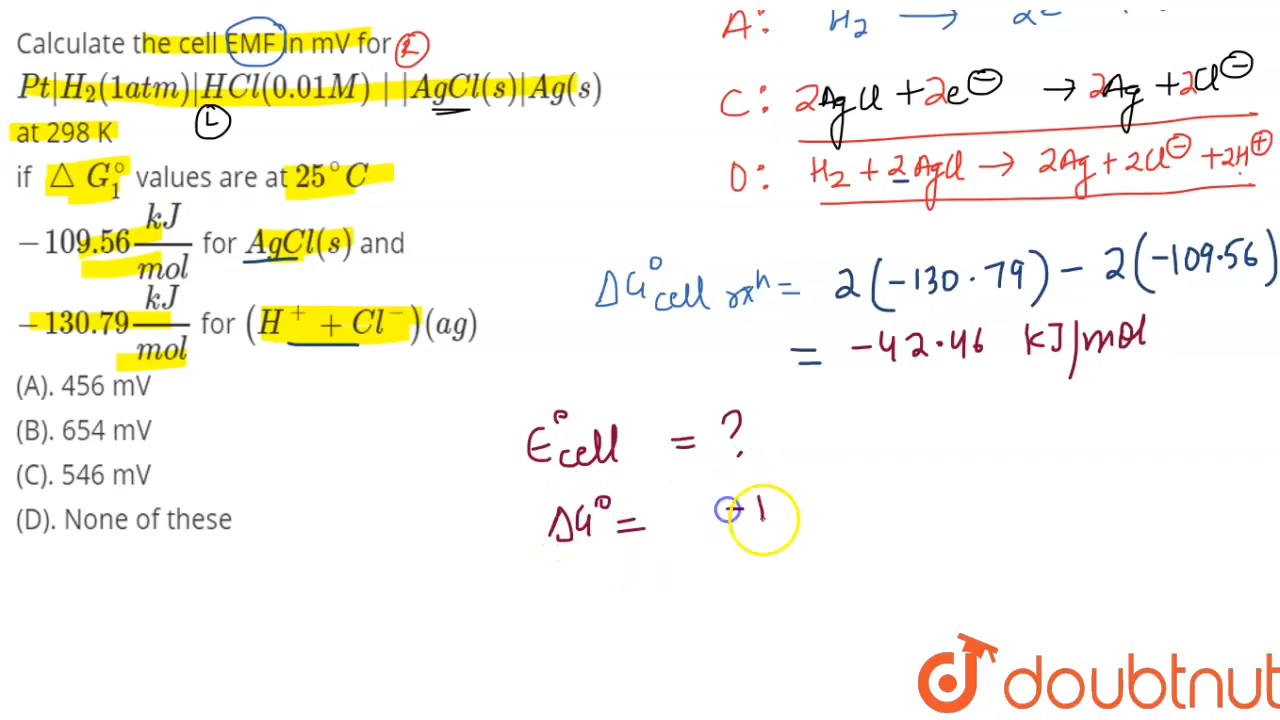 Calculate the cell EMF in mV for R
Pt|H₂(1atm)|HCl(0.01M)||AgCl(s)|Ag(s)
L
at 298 K
if △ G₁° values are at 25°C
−109.56 kJ/mol for AgCl(s) and
−130.79 kJ/mol for (H⁺ + Cl⁻)(ag)
(A). 456 mV
(B). 654 mV
(C). 546 mV
(D). None of these
A: H₂ ⟶
C: 2AgCl + 2e⊖ → 2Ag + 2Cl⊖
O: H₂ + 2AgCl → 2Ag + 2Cl⊖ + 2H⊕
ΔG° cell rxn = 2(−130.79) − 2(−109.56)
= −42.46 KJ/mol
E°cell = ?
ΔG° =
doubtnut